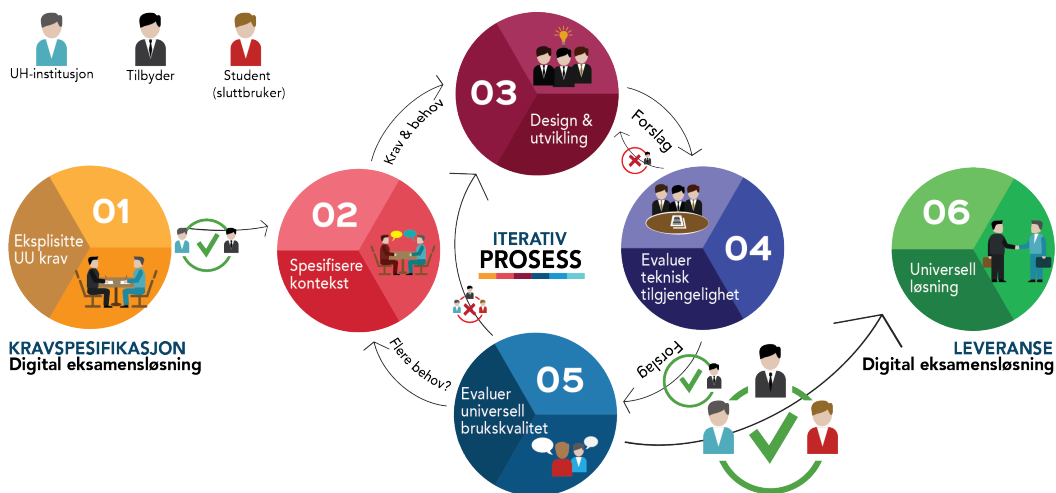 UH-institusjon
Tilbyder
Student
(sluttbruker)
01
Eksplisitte
UU krav
KRAVSPESIFIKASJON
Digital eksamensløsning
02
Spesifisere
kontekst
Krav & behov
03
Design &
utvikling
Forslag
ITERATIV
PROSESS
04
Evaluer
teknisk
tilgjengelighet
Forslag
05
Evaluer
universell
brukskvalitet
Flere behov?
06
Universell
løsning
LEVERANSE
Digital eksamensløsning